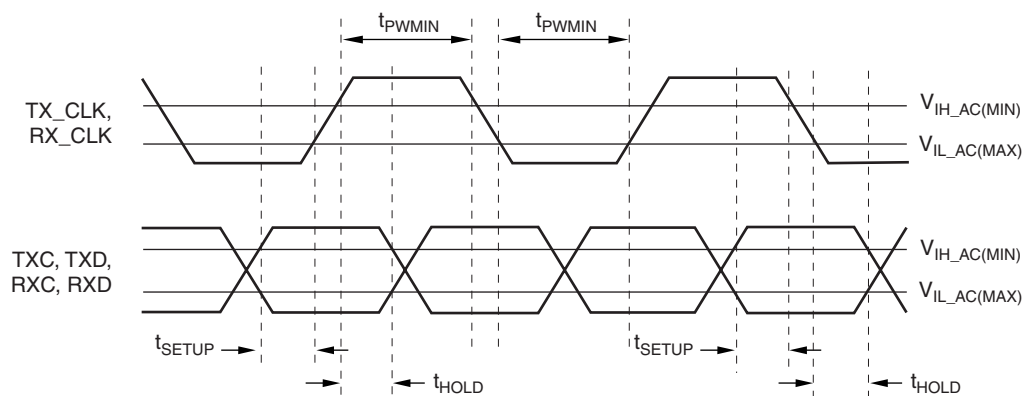 tPWMIN
tPWMIN
TX_CLK,
RX_CLK
VIH_AC(MIN)
VIL_AC(MAX)
TXC, TXD,
RXC, RXD
VIH_AC(MIN)
VIL_AC(MAX)
tSETUP
tSETUP
tHOLD
tHOLD